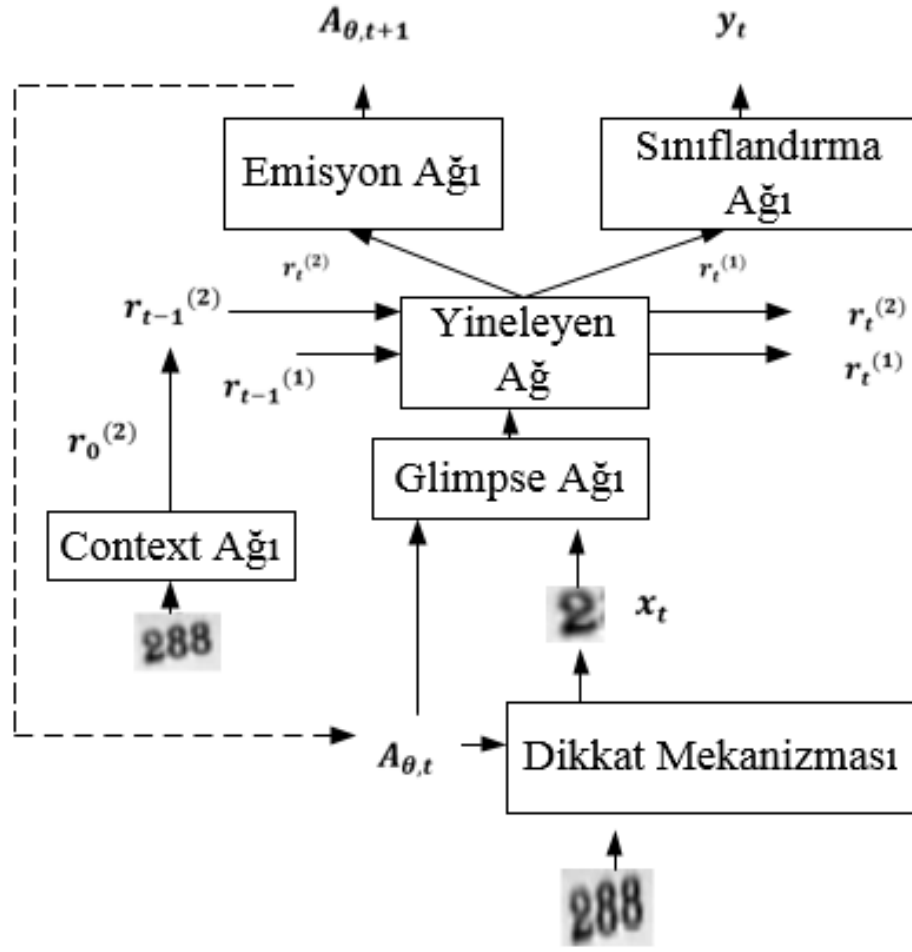 A_{θ,t+1}
y_t
Emisyon Ağı
Sınıflandırma
Ağı
r_t^{(2)}
r_t^{(1)}
r_{t-1}^{(2)}
Yineleyen
Ağ
r_t^{(2)}
r_{t-1}^{(1)}
r_t^{(1)}
r_0^{(2)}
Glimpse Ağı
Context Ağı
2
x_t
288
A_{θ,t}
Dikkat Mekanizması
288